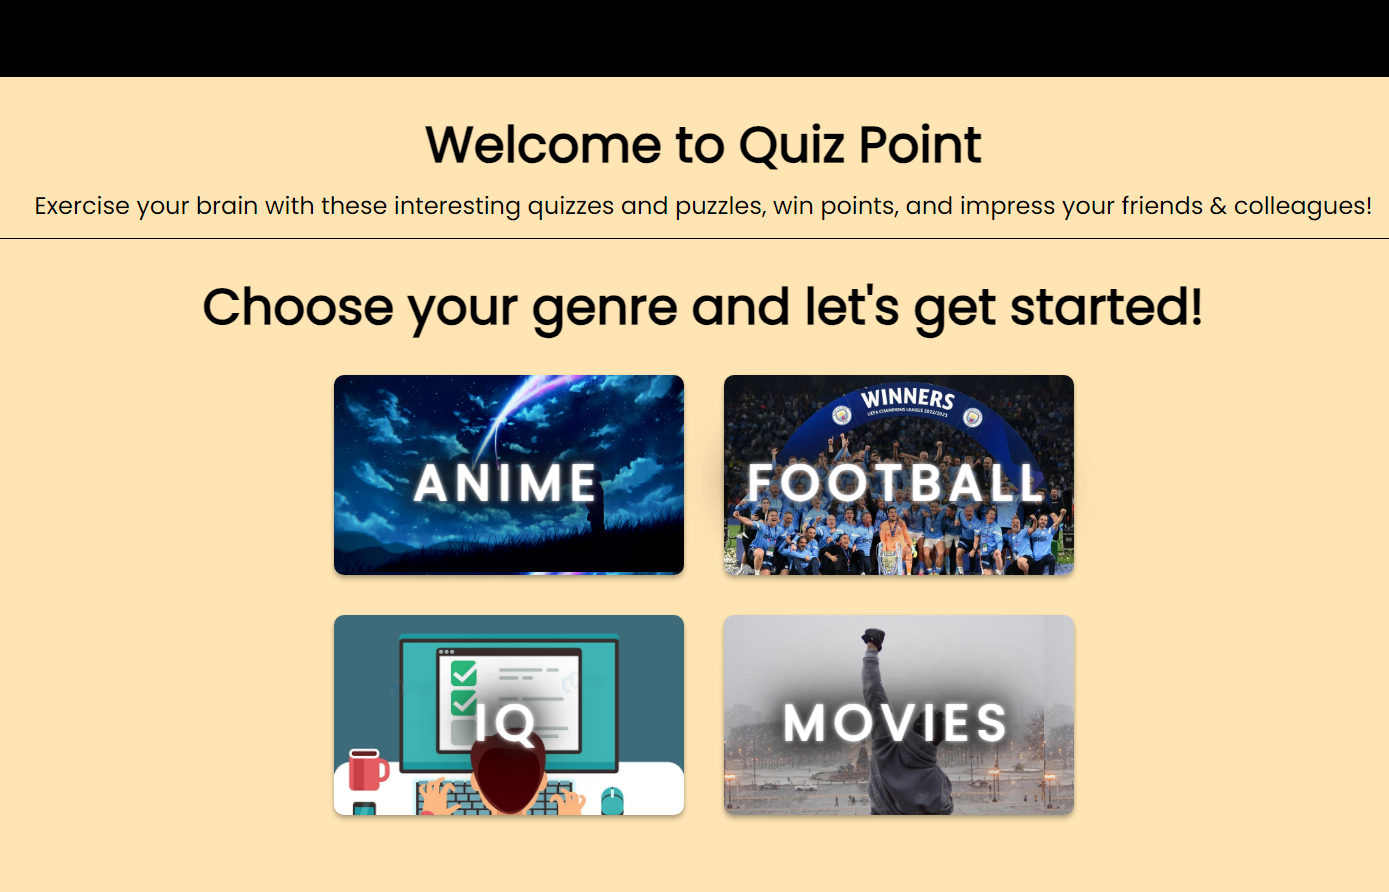 Welcome to Quiz Point
Exercise your brain with these interesting quizzes and puzzles, win points, and impress your friends & colleagues!
Choose your genre and let's get started!
ANIME
WINNERS
UEFA CHAMPIONS LEAGUE 2022/2023
FOOTBALL
IQ
MOVIES